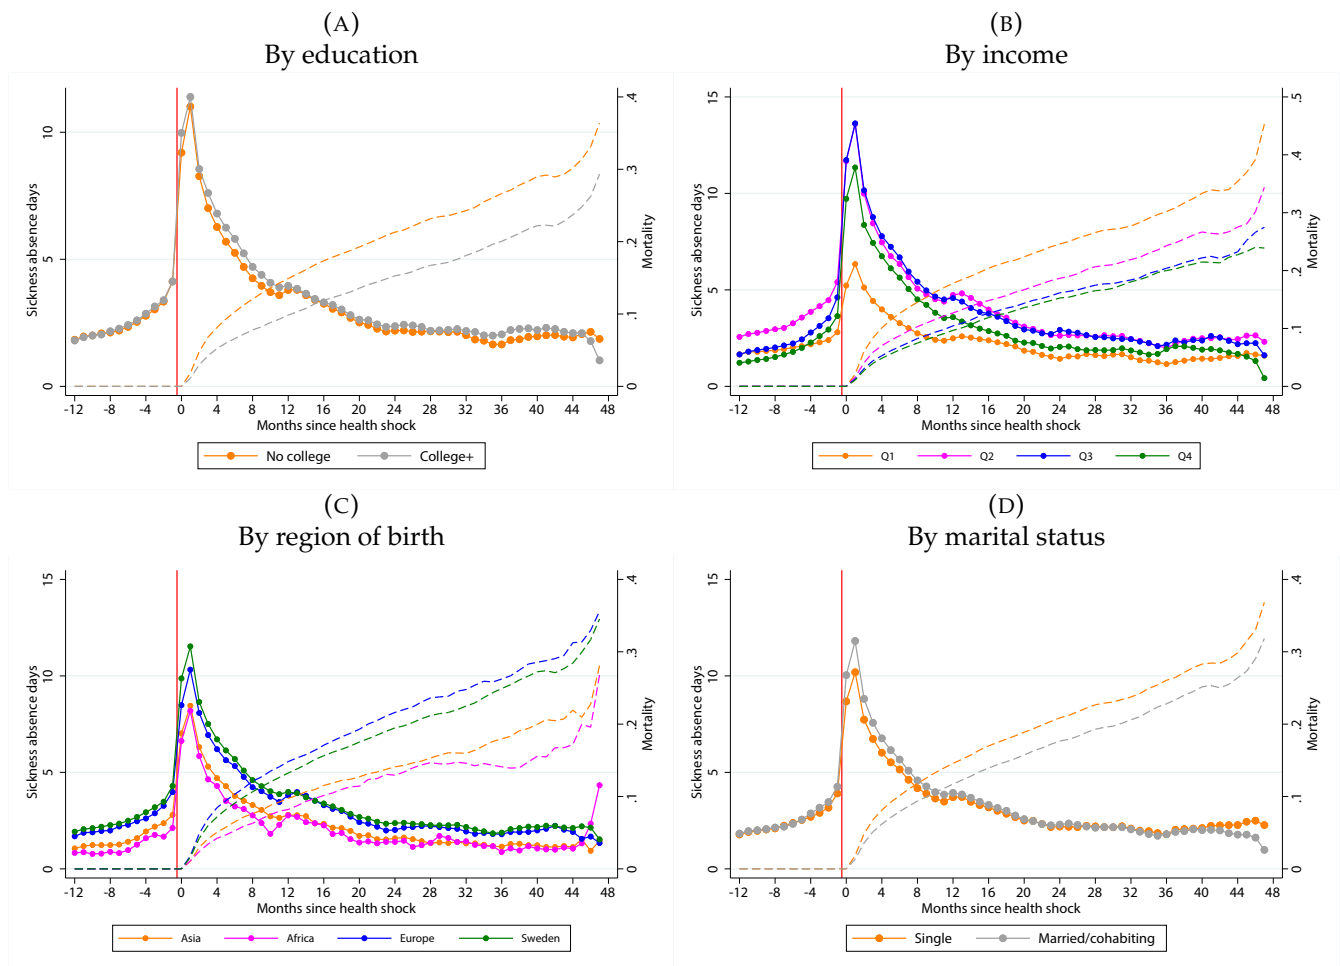 (A)
By education
Sickness absence days
0
5
10
-12 -8 -4 0 4 8 12 16 20 24 28 32 36 40 44 48
Months since health shock
0
.1
.2
.3
.4
Mortality
No college College+
(B)
By income
Sickness absence days
0
5
10
15
-12 -8 -4 0 4 8 12 16 20 24 28 32 36 40 44 48
Months since health shock
0
.1
.2
.3
.4
.5
Mortality
Q1 Q2 Q3 Q4
(C)
By region of birth
Sickness absence days
0
5
10
15
-12 -8 -4 0 4 8 12 16 20 24 28 32 36 40 44 48
Months since health shock
0
.1
.2
.3
.4
Mortality
Asia Africa Europe Sweden
(D)
By marital status
Sickness absence days
0
5
10
15
-12 -8 -4 0 4 8 12 16 20 24 28 32 36 40 44 48
Months since health shock
0
.1
.2
.3
.4
Mortality
Single Married/cohabiting